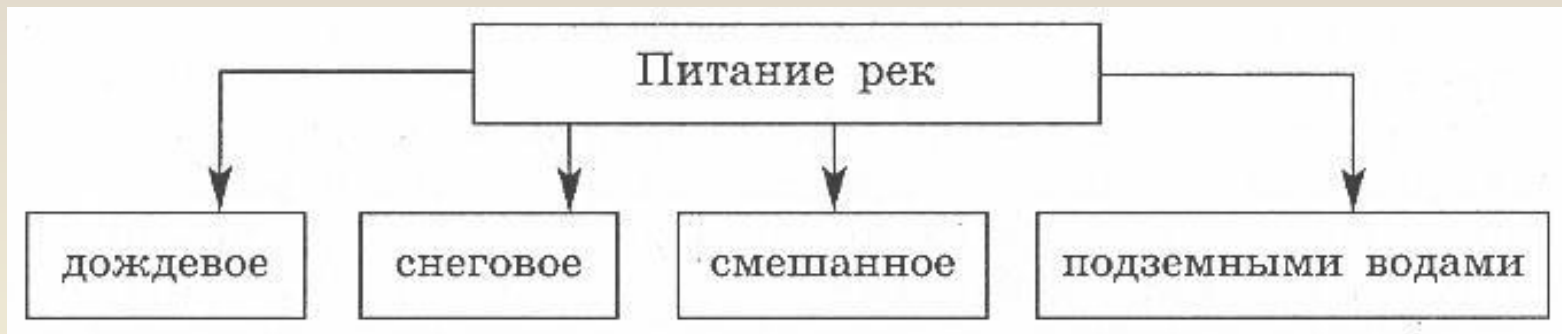 Питание рек
дождевое
снеговое
смешанное
подземными водами